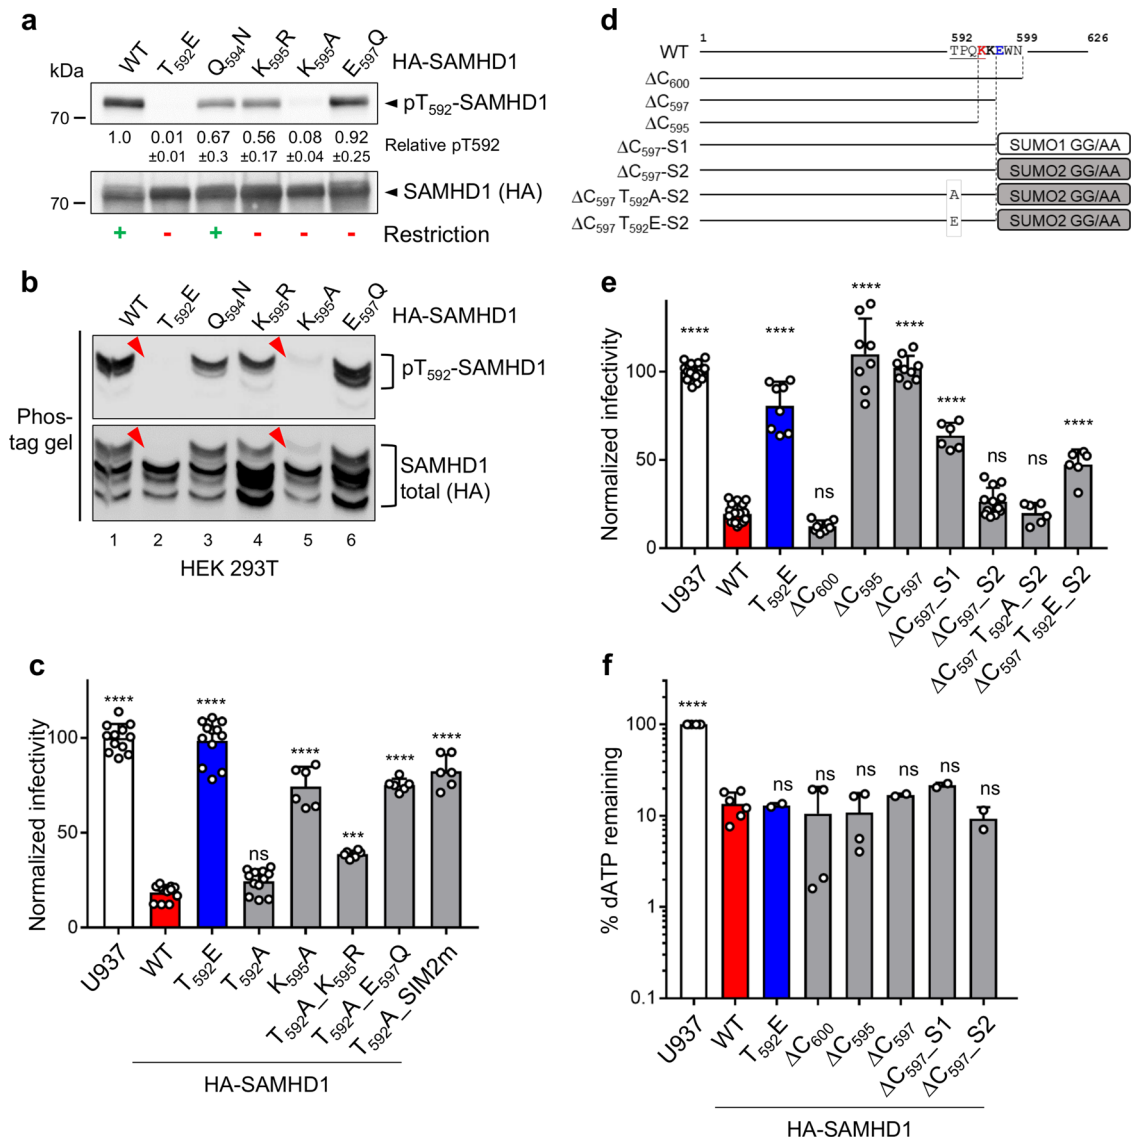 a
WT T592E Q594N K595R K595A E597Q HA-SAMHD1
kDa
70 pT592-SAMHD1
1.0 0.01 0.67 0.56 0.08 0.92 Relative pT592
±0.01 ±0.3 ±0.17 ±0.04 ±0.25
70 SAMHD1 (HA)
+ - + - - - Restriction
b
WT T592E Q594N K595R K595A E597Q HA-SAMHD1
pT592-SAMHD1
Phos-
tag gel
SAMHD1
total (HA)
1 2 3 4 5 6
HEK 293T
c
Normalized infectivity
100
50
0
**** **** ns **** *** **** ****
U937 WT T592E T592A K595A T592A_K595R T592A_E597Q T592A_SIM2m
HA-SAMHD1
d
1 592 599 626
WT TPQKKEWN
ΔC600
ΔC597
ΔC595
ΔC597-S1 SUMO1 GG/AA
ΔC597-S2 SUMO2 GG/AA
ΔC597 T592A-S2 A SUMO2 GG/AA
ΔC597 T592E-S2 E SUMO2 GG/AA
e
Normalized infectivity
100
50
0
**** **** ns **** **** **** ns ns ****
U937 WT T592E ΔC600 ΔC595 ΔC597 ΔC597_S1 ΔC597_S2 ΔC597 T592A_S2 ΔC597 T592E_S2
f
% dATP remaining
100
10
1
0.1
**** ns ns ns ns ns ns
U937 WT T592E ΔC600 ΔC595 ΔC597 ΔC597_S1 ΔC597_S2
HA-SAMHD1